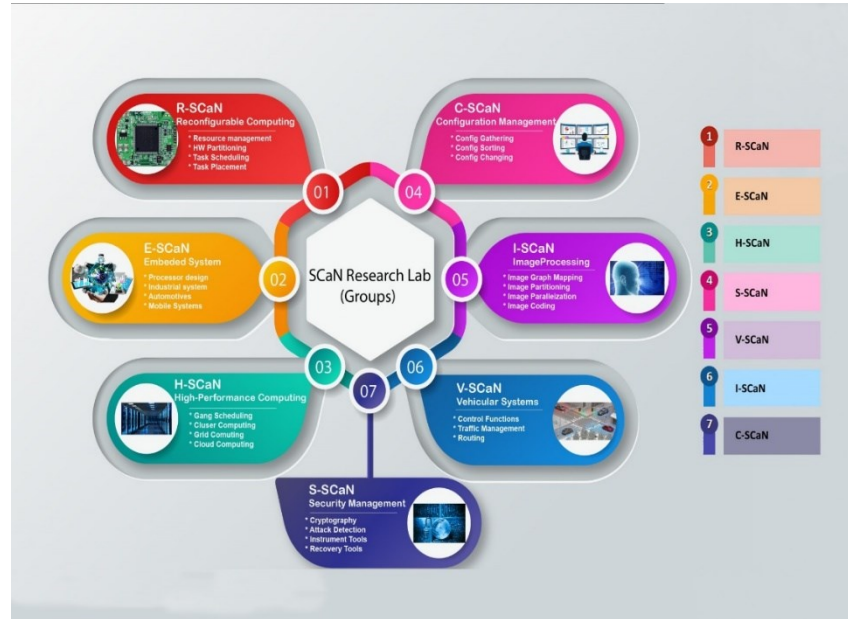 R-SCaN
Reconfigurable Computing
* Resource management
* HW Partitioning
* Task Scheduling
* Task Placement
01
E-SCaN
Embeded System
* Processor design
* Industrial system
* Automotives
* Mobile Systems
02
H-SCaN
High-Performance Computing
* Gang Scheduling
* Cluser Computing
* Grid Comuting
* Cloud Computing
03
SCaN Research Lab
(Groups)
C-SCaN
Configuration Management
* Config Gathering
* Config Sorting
* Config Changing
04
I-SCaN
ImageProcessing
* Image Graph Mapping
* Image Partitioning
* Image Paralleization
* Image Coding
05
V-SCaN
Vehicular Systems
* Control Functions
* Traffic Management
* Routing
06
07
S-SCaN
Security Management
* Cryptography
* Attack Detection
* Instrument Tools
* Recovery Tools
1 R-SCaN
2 E-SCaN
3 H-SCaN
4 S-SCaN
5 V-SCaN
6 I-SCaN
7 C-SCaN